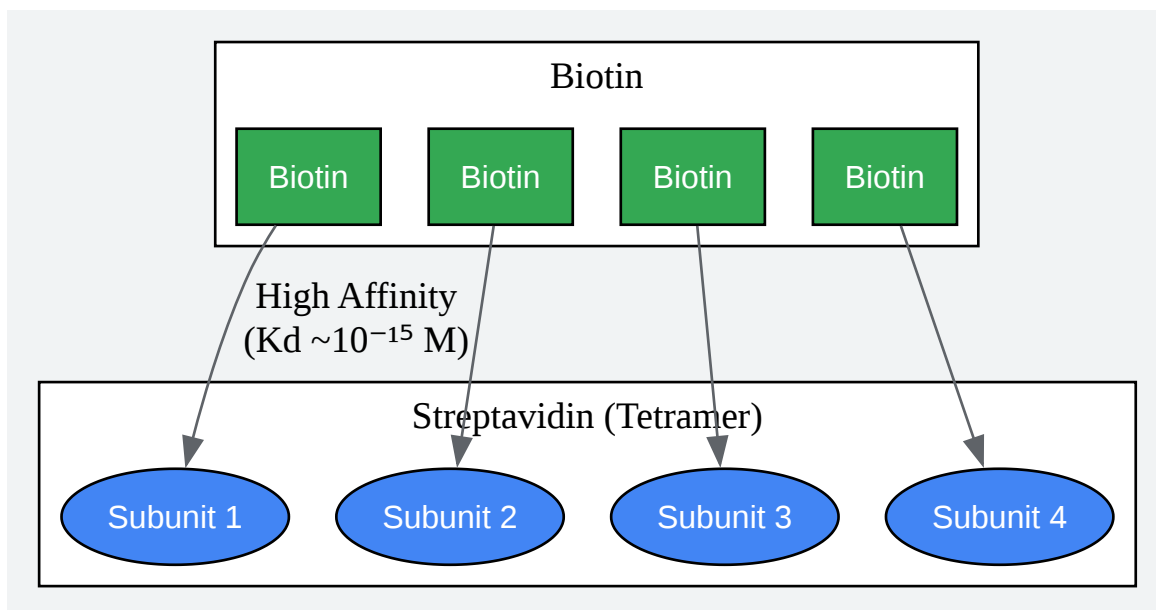 Biotin
Biotin Biotin Biotin Biotin
High Affinity
(Kd ~10⁻¹⁵ M)
Streptavidin (Tetramer)
Subunit 1 Subunit 2 Subunit 3 Subunit 4